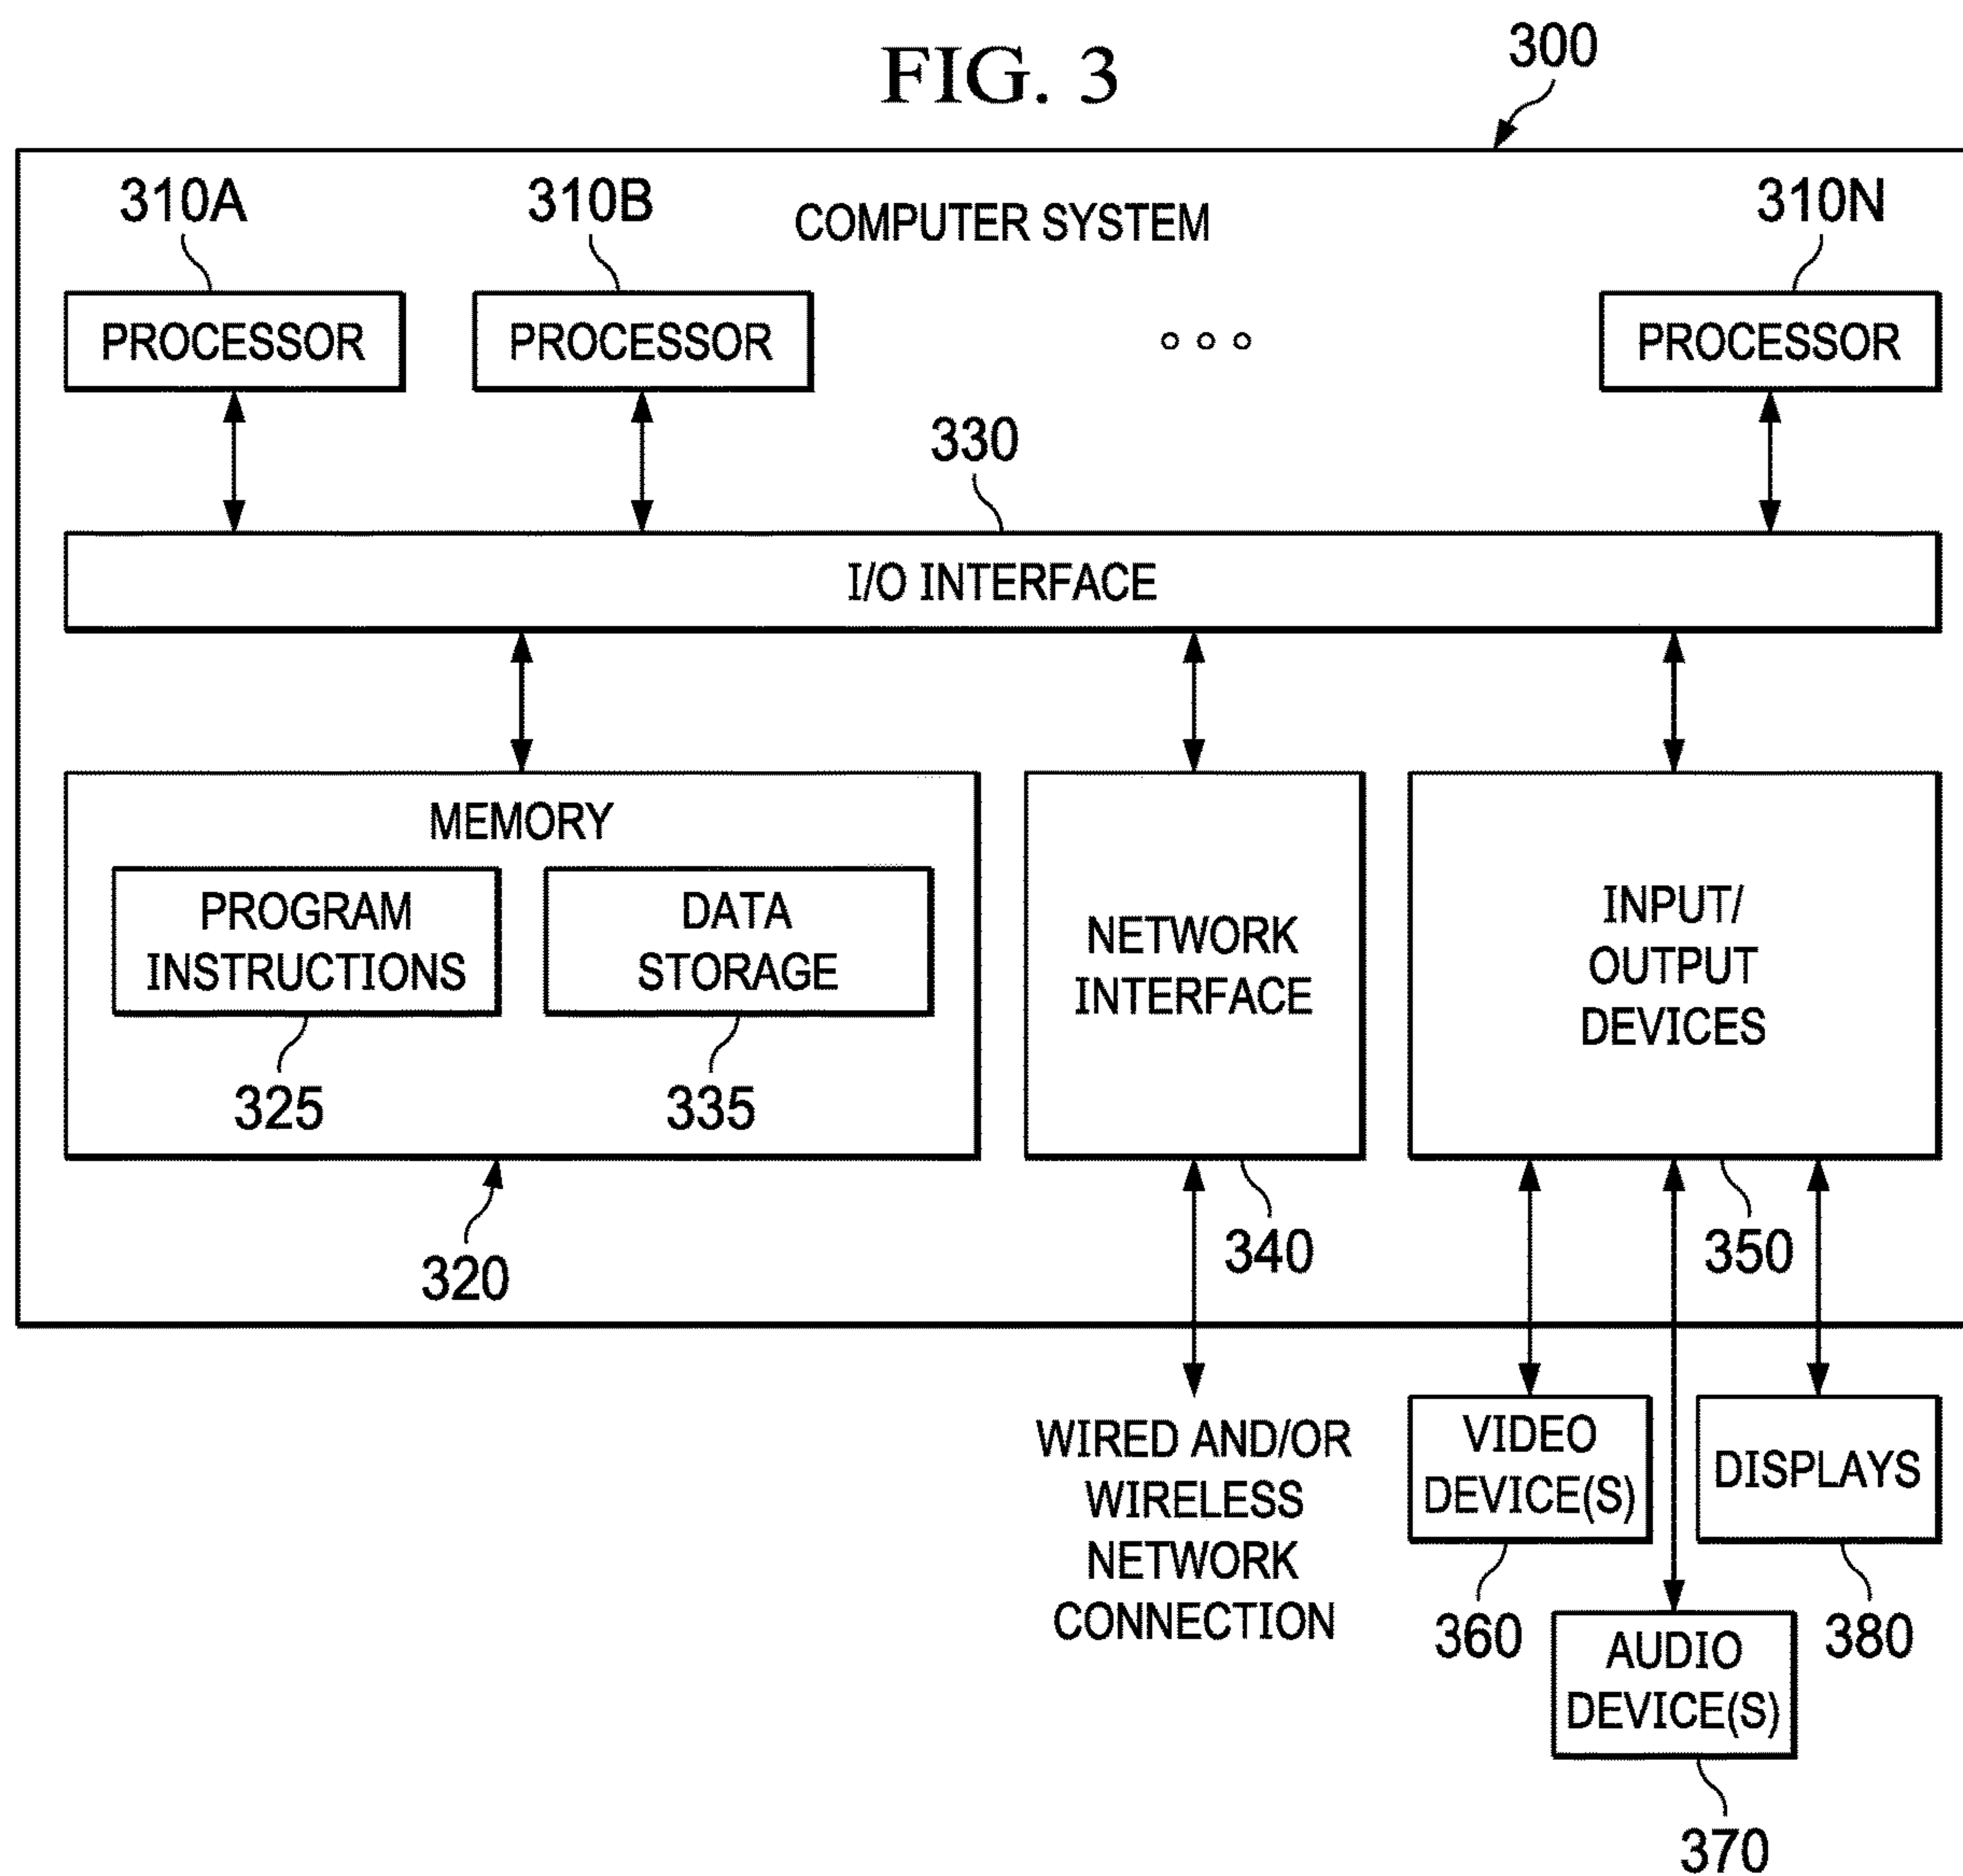 FIG. 3
300
310A
310B
COMPUTER SYSTEM
310N
PROCESSOR
PROCESSOR
PROCESSOR
330
I/O INTERFACE
MEMORY
PROGRAM
INSTRUCTIONS
325
DATA
STORAGE
335
320
NETWORK
INTERFACE
340
INPUT/
OUTPUT
DEVICES
350
WIRED AND/OR
WIRELESS
NETWORK
CONNECTION
VIDEO
DEVICE(S)
360
DISPLAYS
380
AUDIO
DEVICE(S)
370